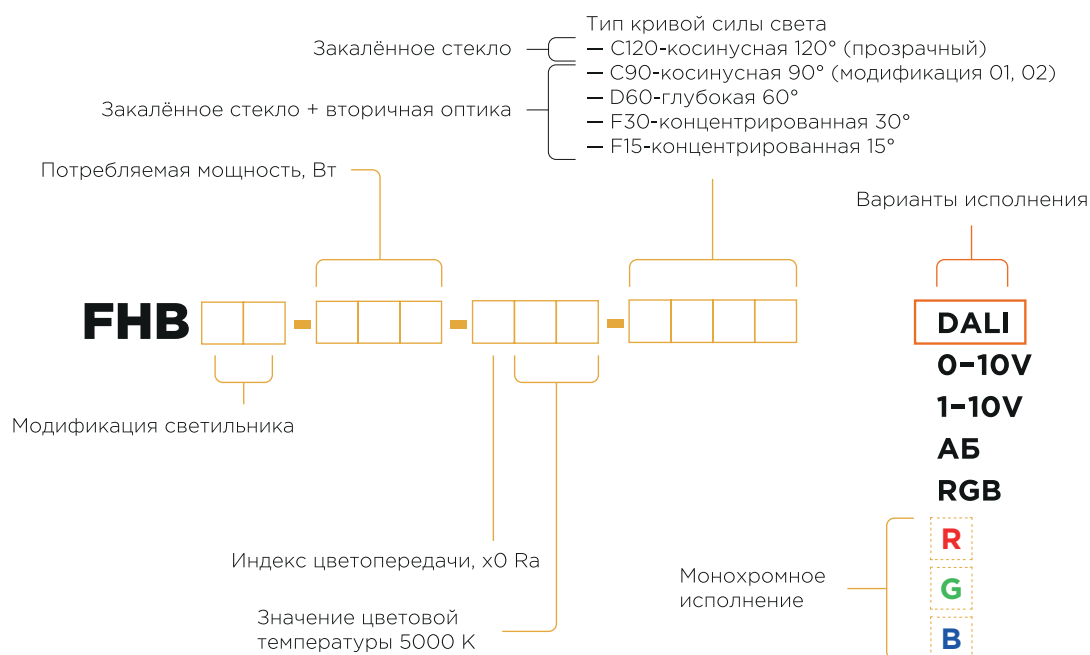 Тип кривой силы света
Закалённое стекло
— C120-косинусная 120° (прозрачный)
— C90-косинусная 90° (модификация 01, 02)
Закалённое стекло + вторичная оптика
— D60-глубокая 60°
— F30-концентрированная 30°
— F15-концентрированная 15°
Потребляемая мощность, Вт
Варианты исполнения
FHB - - -
DALI
0-10V
1-10V
АБ
RGB
Модификация светильника
R
G
B
Индекс цветопередачи, x0 Ra
Монохромное
исполнение
Значение цветовой
температуры 5000 К